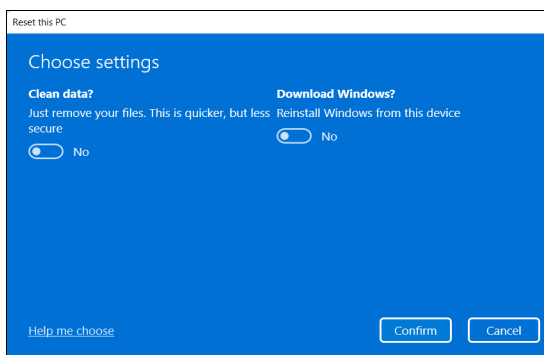 Reset this PC
Choose settings
Clean data?
Just remove your files. This is quicker, but less
secure
No
Download Windows?
Reinstall Windows from this device
No
Help me choose
Confirm
Cancel